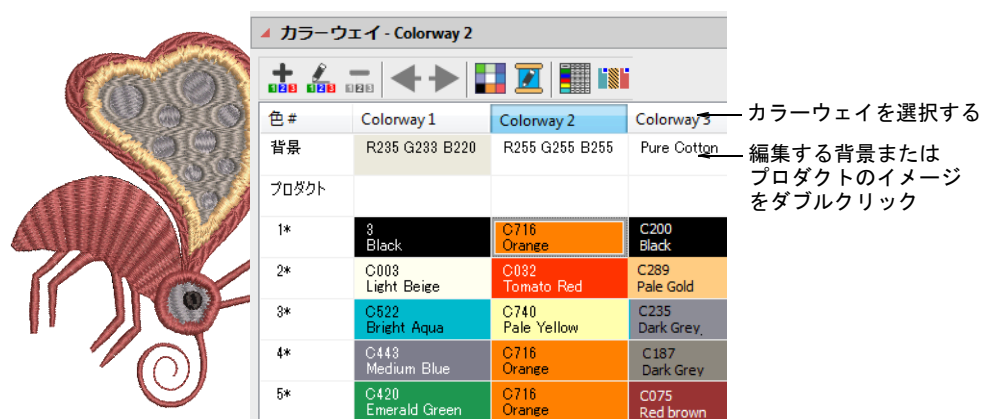 カラーウェイ - Colorway 2
色 # Colorway 1 Colorway 2 Colorway 3
背景 R235 G233 B220 R255 G255 B255 Pure Cotton
プロダクト
1* 3 C716 C200
Black Orange Black
2* C003 C032 C289
Light Beige Tomato Red Pale Gold
3* C522 C740 C235
Bright Aqua Pale Yellow Dark Grey
4* C443 C716 C187
Medium Blue Orange Dark Grey
5* C420 C716 C075
Emerald Green Orange Red brown
カラーウェイを選択する
編集する背景または
プロダクトのイメージ
をダブルクリック